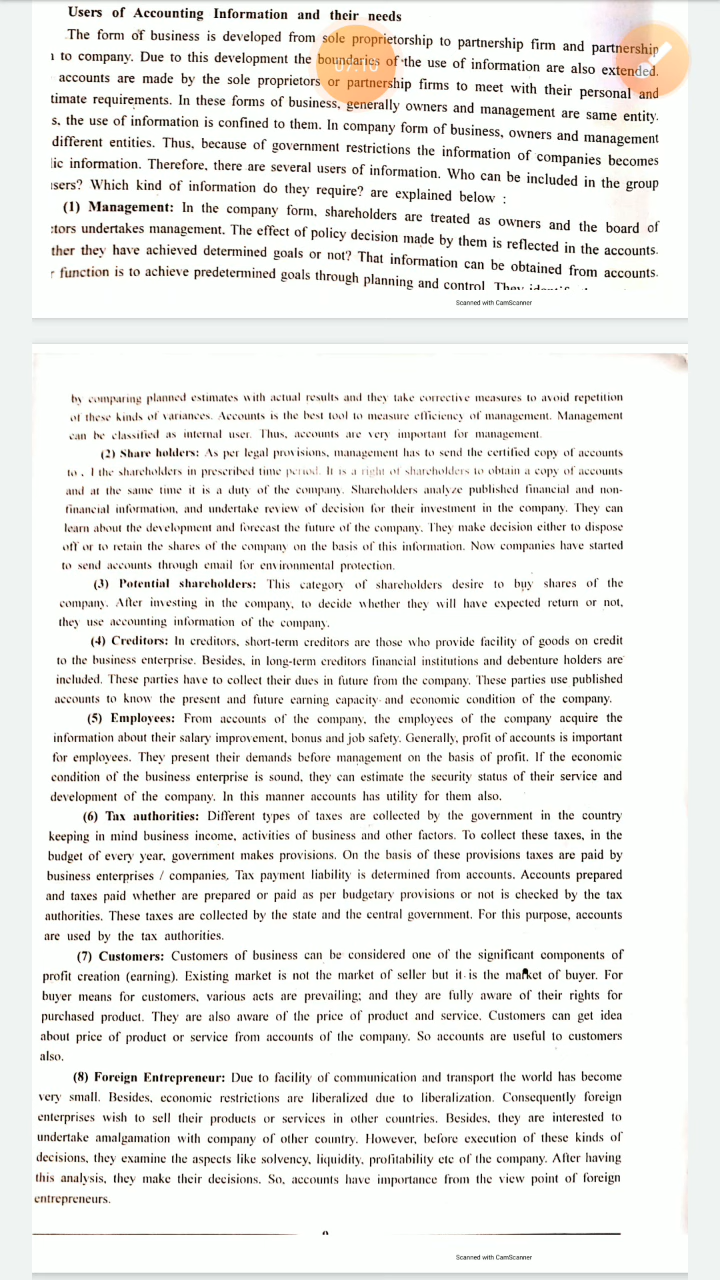 Users of Accounting Information and their needs
The form of business is developed from sole proprietorship to partnership firm and partnership
to company. Due to this development the boundaries of the use of information are also extended.
accounts are made by the sole proprietors or partnership firms to meet with their personal and
timate requirements. In these forms of business, generally owners and management are same entity.
s, the use of information is confined to them. In company form of business, owners and management
different entities. Thus, because of government restrictions the information of companies becomes
lic information. Therefore, there are several users of information. Who can be included in the group
sers? Which kind of information do they require? are explained below :
(1) Management: In the company form, shareholders are treated as owners and the board of
tors undertakes management. The effect of policy decision made by them is reflected in the accounts.
ther they have achieved determined goals or not? That information can be obtained from accounts.
r function is to achieve predetermined goals through planning and control. They
Scanned with CamScanner
by comparing planned estimates with actual results and they take corrective measures to avoid repetition
of these kinds of variances. Accounts is the best tool to measure efficiency of management. Management
can be classified as internal user. Thus, accounts are very important for management.
(2) Share holders: As per legal provisions, management has to send the certified copy of accounts
the shareholders in prescribed time period. It is a right of shareholders to obtain a copy of accounts
and at the same time it is a duty of the company. Shareholders analyze published financial and non-
financial information, and undertake review of decision for their investment in the company. They can
learn about the development and forecast the future of the company. They make decision either to dispose
off or to retain the shares of the company on the basis of this information. Now companies have started
to send accounts through email for environmental protection.
(3) Potential shareholders: This category of shareholders desire to buy shares of the
company. After investing in the company, to decide whether they will have expected return or not,
they use accounting information of the company.
(4) Creditors: In creditors, short-term creditors are those who provide facility of goods on credit
to the business enterprise. Besides, in long-term creditors financial institutions and debenture holders are
included. These parties have to collect their dues in future from the company. These parties use published
accounts to know the present and future earning capacity and economic condition of the company.
(5) Employees: From accounts of the company, the employees of the company acquire the
information about their salary improvement, bonus and job safety. Generally, profit of accounts is important
for employees. They present their demands before management on the basis of profit. If the economic
condition of the business enterprise is sound, they can estimate the security status of their service and
development of the company. In this manner accounts has utility for them also.
(6) Tax authorities: Different types of taxes are collected by the government in the country
keeping in mind business income, activities of business and other factors. To collect these taxes, in the
budget of every year, government makes provisions. On the basis of these provisions taxes are paid by
business enterprises / companies. Tax payment liability is determined from accounts. Accounts prepared
and taxes paid whether are prepared or paid as per budgetary provisions or not is checked by the tax
authorities. These taxes are collected by the state and the central government. For this purpose, accounts
are used by the tax authorities.
(7) Customers: Customers of business can be considered one of the significant components of
profit creation (earning). Existing market is not the market of seller but it is the market of buyer. For
buyer means for customers, various acts are prevailing; and they are fully aware of their rights for
purchased product. They are also aware of the price of product and service. Customers can get idea
about price of product or service from accounts of the company. So accounts are useful to customers
also.
(8) Foreign Entrepreneur: Due to facility of communication and transport the world has become
very small. Besides, economic restrictions are liberalized due to liberalization. Consequently foreign
enterprises wish to sell their products or services in other countries. Besides, they are interested to
undertake amalgamation with company of other country. However, before execution of these kinds of
decisions, they examine the aspects like solvency, liquidity, profitability etc of the company. After having
this analysis, they make their decisions. So, accounts have importance from the view point of foreign
entrepreneurs.
Scanned with CamScanner